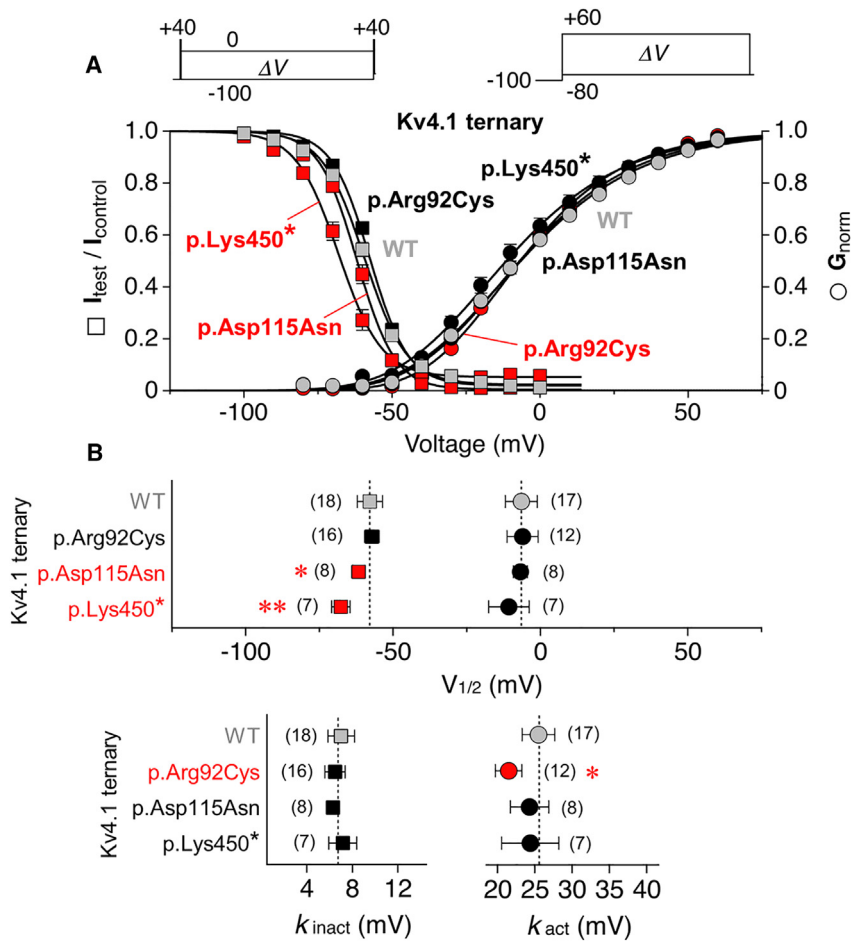 +40 +40 +60
0
A ΔV ΔV
-100
-100 -80
Kv4.1 ternary
1.0 1.0
p.Lys450*
0.8 p.Arg92Cys 0.8
p.Lys450* WT WT
0.6 0.6
p.Asp115Asn
0.4 0.4
p.Asp115Asn
p.Arg92Cys
0.2 0.2
0 0
Itest / Icontrol
Gnorm
-100 -50 0 50
Voltage (mV)
B
Kv4.1 ternary
WT (18) (17)
p.Arg92Cys (16) (12)
p.Asp115Asn * (8) (8)
p.Lys450* ** (7) (7)
-100 -50 0 50
V1/2 (mV)
Kv4.1 ternary
WT (18) (17)
p.Arg92Cys (16) (12) *
p.Asp115Asn (8) (8)
p.Lys450* (7) (7)
4 8 12 20 25 30 35 40
k inact (mV) k act (mV)